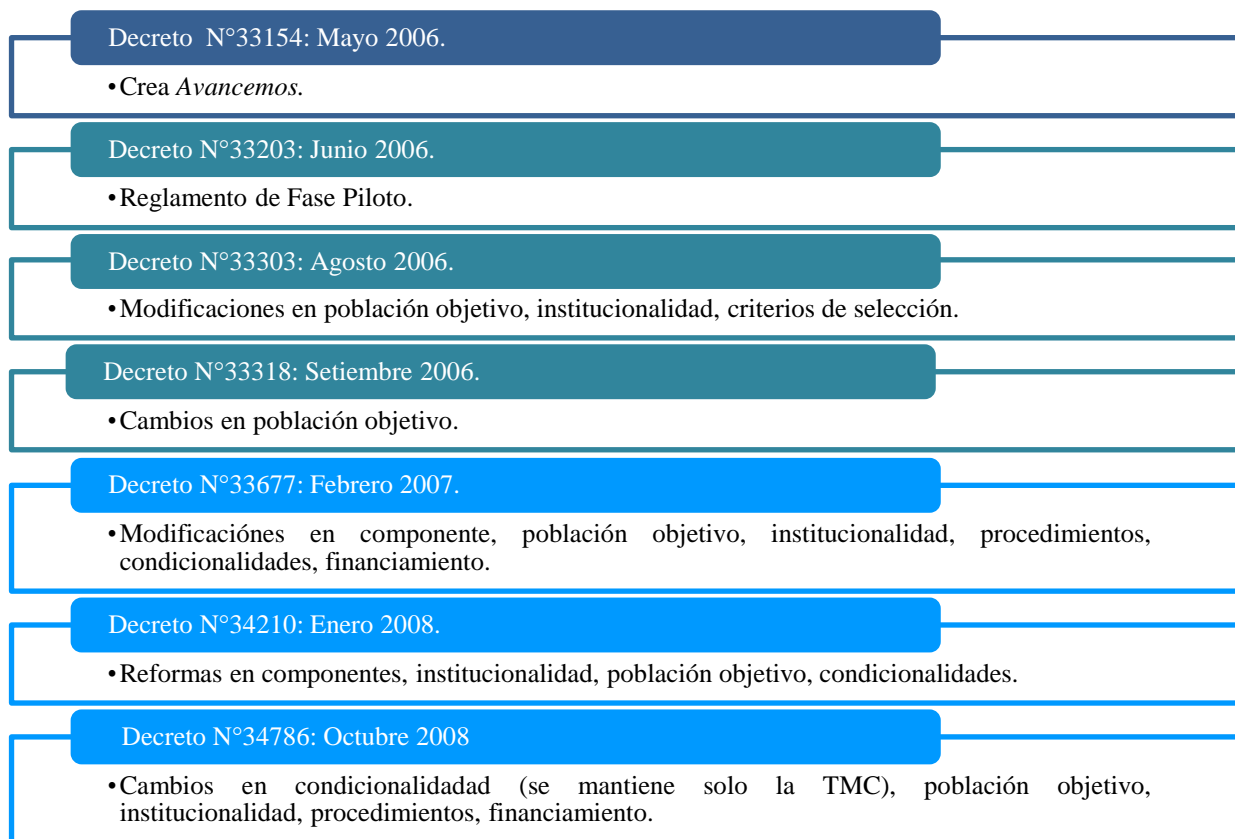 Decreto N°33154: Mayo 2006.
•Crea Avancemos.
Decreto N°33203: Junio 2006.
•Reglamento de Fase Piloto.
Decreto N°33303: Agosto 2006.
•Modificaciones en población objetivo, institucionalidad, criterios de selección.
Decreto N°33318: Setiembre 2006.
•Cambios en población objetivo.
Decreto N°33677: Febrero 2007.
•Modificaciónes en componente, población objetivo, institucionalidad, procedimientos,
condicionalidades, financiamiento.
Decreto N°34210: Enero 2008.
•Reformas en componentes, institucionalidad, población objetivo, condicionalidades.
Decreto N°34786: Octubre 2008
•Cambios en condicionalidadad (se mantiene solo la TMC), población objetivo,
institucionalidad, procedimientos, financiamiento.